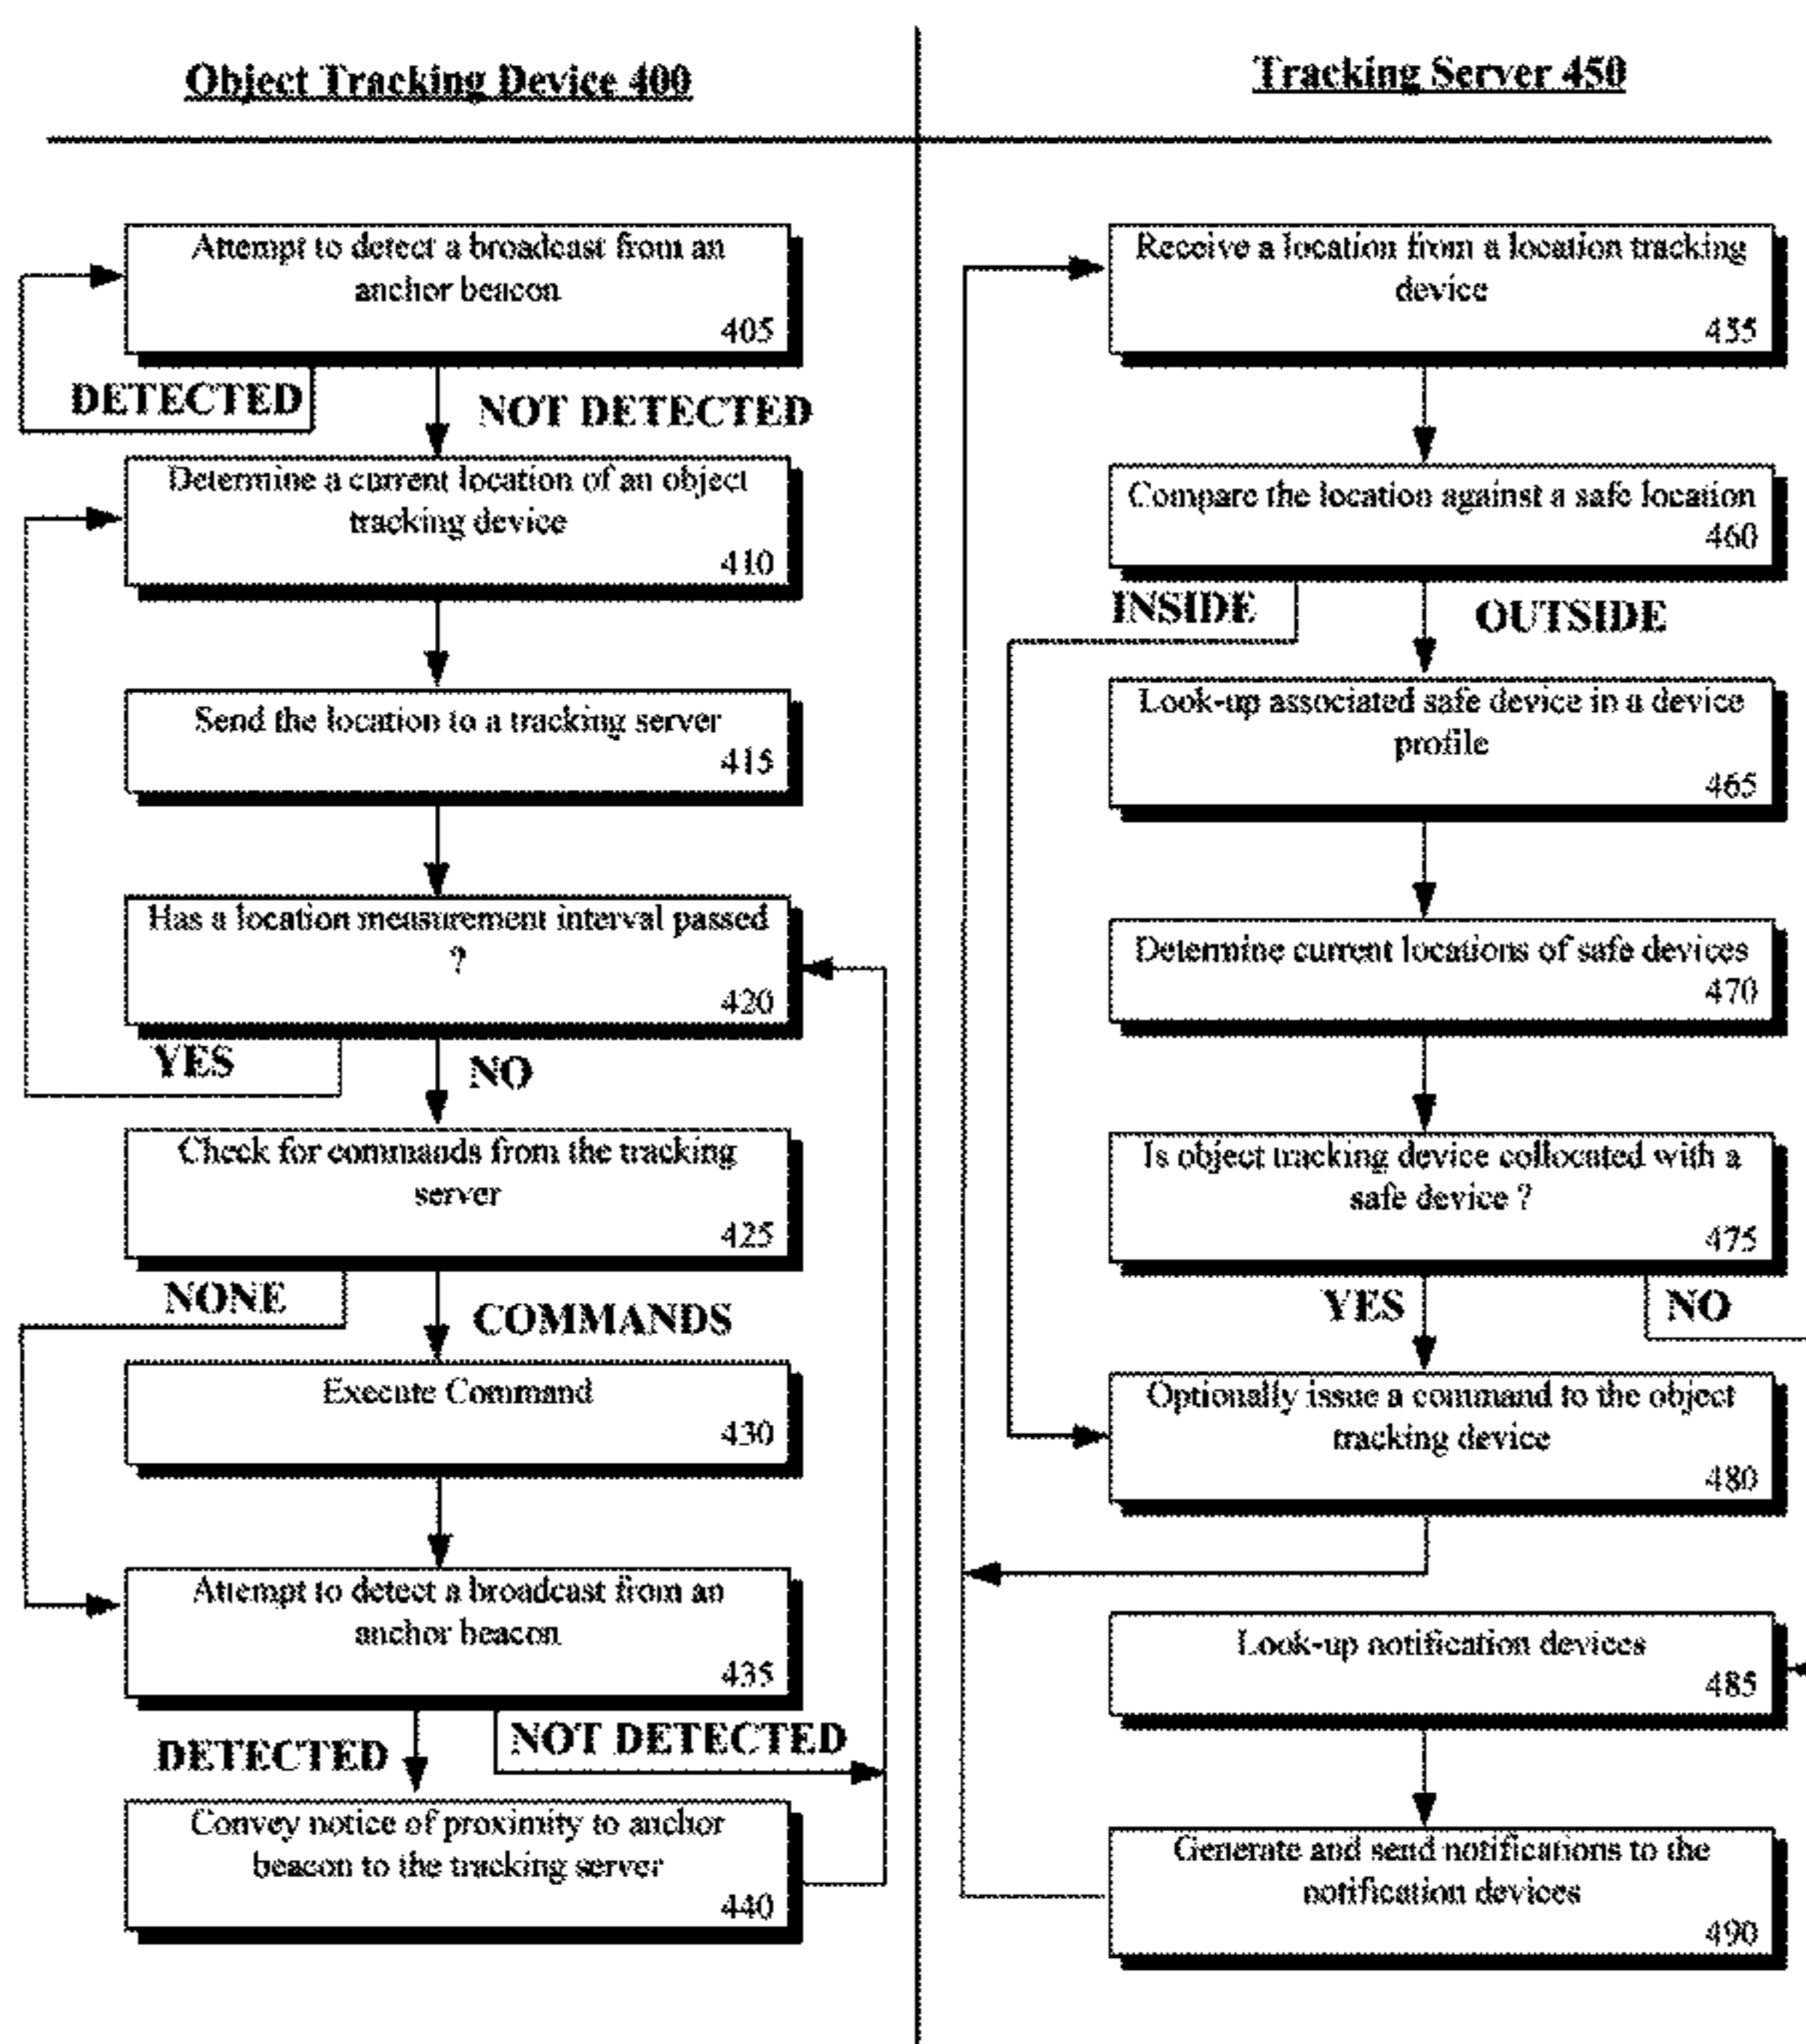 Object Tracking Device 400
Attempt to detect a broadcast from an
anchor beacon
405
DETECTED
NOT DETECTED
Determine a current location of an object
tracking device
410
Send the location to a tracking server
415
Has a location measurement interval passed
?
420
YES
NO
Check for commands from the tracking
server
425
NONE
COMMANDS
Execute Command
430
Attempt to detect a broadcast from an
anchor beacon
435
DETECTED
NOT DETECTED
Convey notice of proximity to anchor
beacon to the tracking server
440
Tracking Server 450
Receive a location from a location tracking
device
455
Compare the location against a safe location
460
INSIDE
OUTSIDE
Look-up associated safe device in a device
profile
465
Determine current locations of safe devices
470
Is object tracking device collocated with a
safe device ?
475
YES
NO
Optionally issue a command to the object
tracking device
480
Look-up notification devices
485
Generate and send notifications to the
notification devices
490